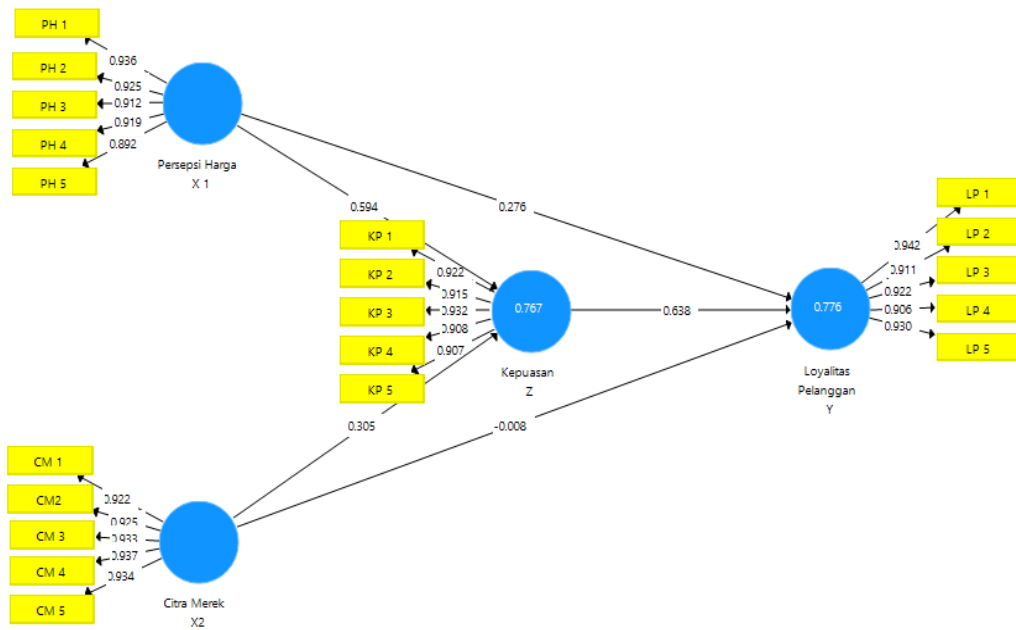 PH 1
PH 2
PH 3
PH 4
PH 5
0.936
0.925
0.912
0.919
0.892
Persepsi Harga
X 1
0.594
0.276
KP 1
KP 2
KP 3
KP 4
KP 5
0.922
0.915
0.932
0.908
0.907
0.767
Kepuasan
Z
0.638
0.776
Loyalitas
Pelanggan
Y
LP 1
LP 2
LP 3
LP 4
LP 5
0.942
0.911
0.922
0.906
0.930
0.305
-0.008
CM 1
CM2
CM 3
CM 4
CM 5
0.922
0.925
0.933
0.937
0.934
Citra Merek
X2